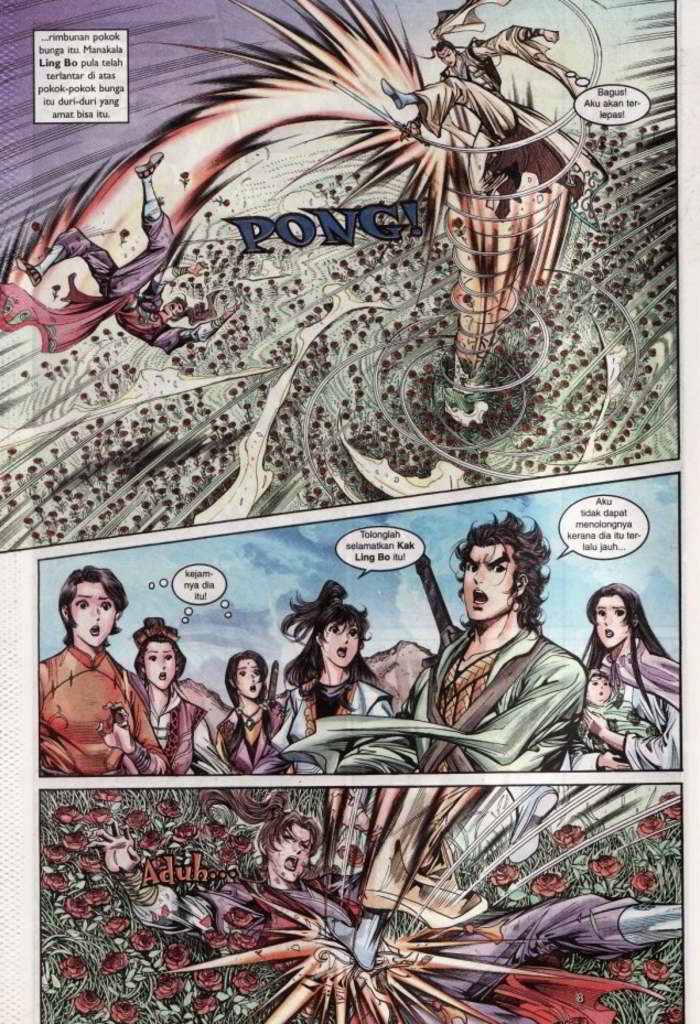 ...rimbunan pokok
bunga itu. Manakala
Ling Bo pula telah
terlantar di atas
pokok-pokok bunga
itu duri-duri yang
amat bisa itu.
Bagus!
Aku akan ter-
lepas!
PONG!
kejam-
nya dia
itu!
Tolonglah
selamatkan Kak
Ling Bo itu!
Aku
tidak dapat
menolongnya
kerana dia itu ter-
lalu jauh...
Aduh...
8